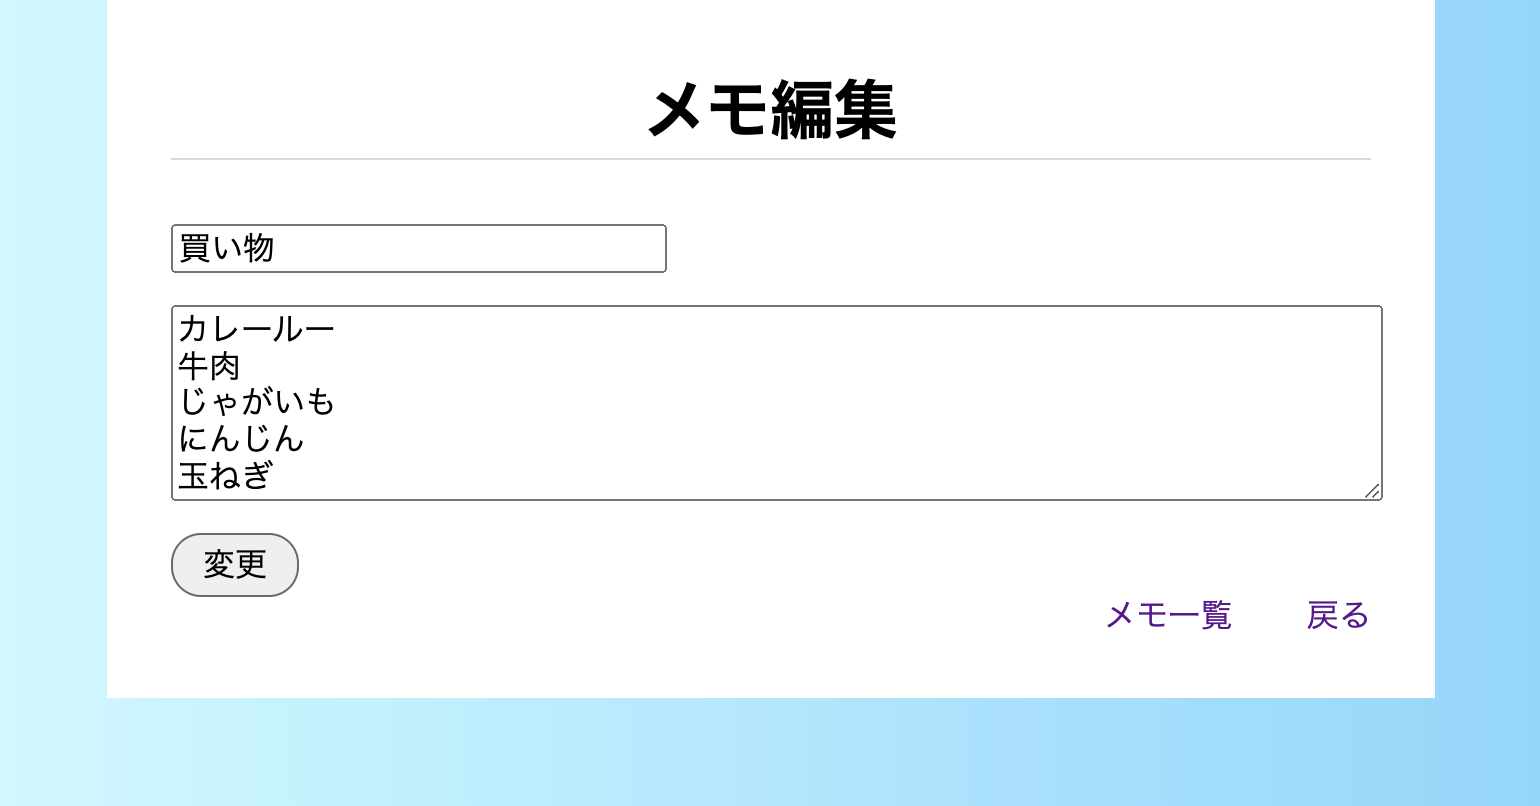 メモ編集
買い物
カレールー
牛肉
じゃがいも
にんじん
玉ねぎ
変更
メモ一覧 戻る